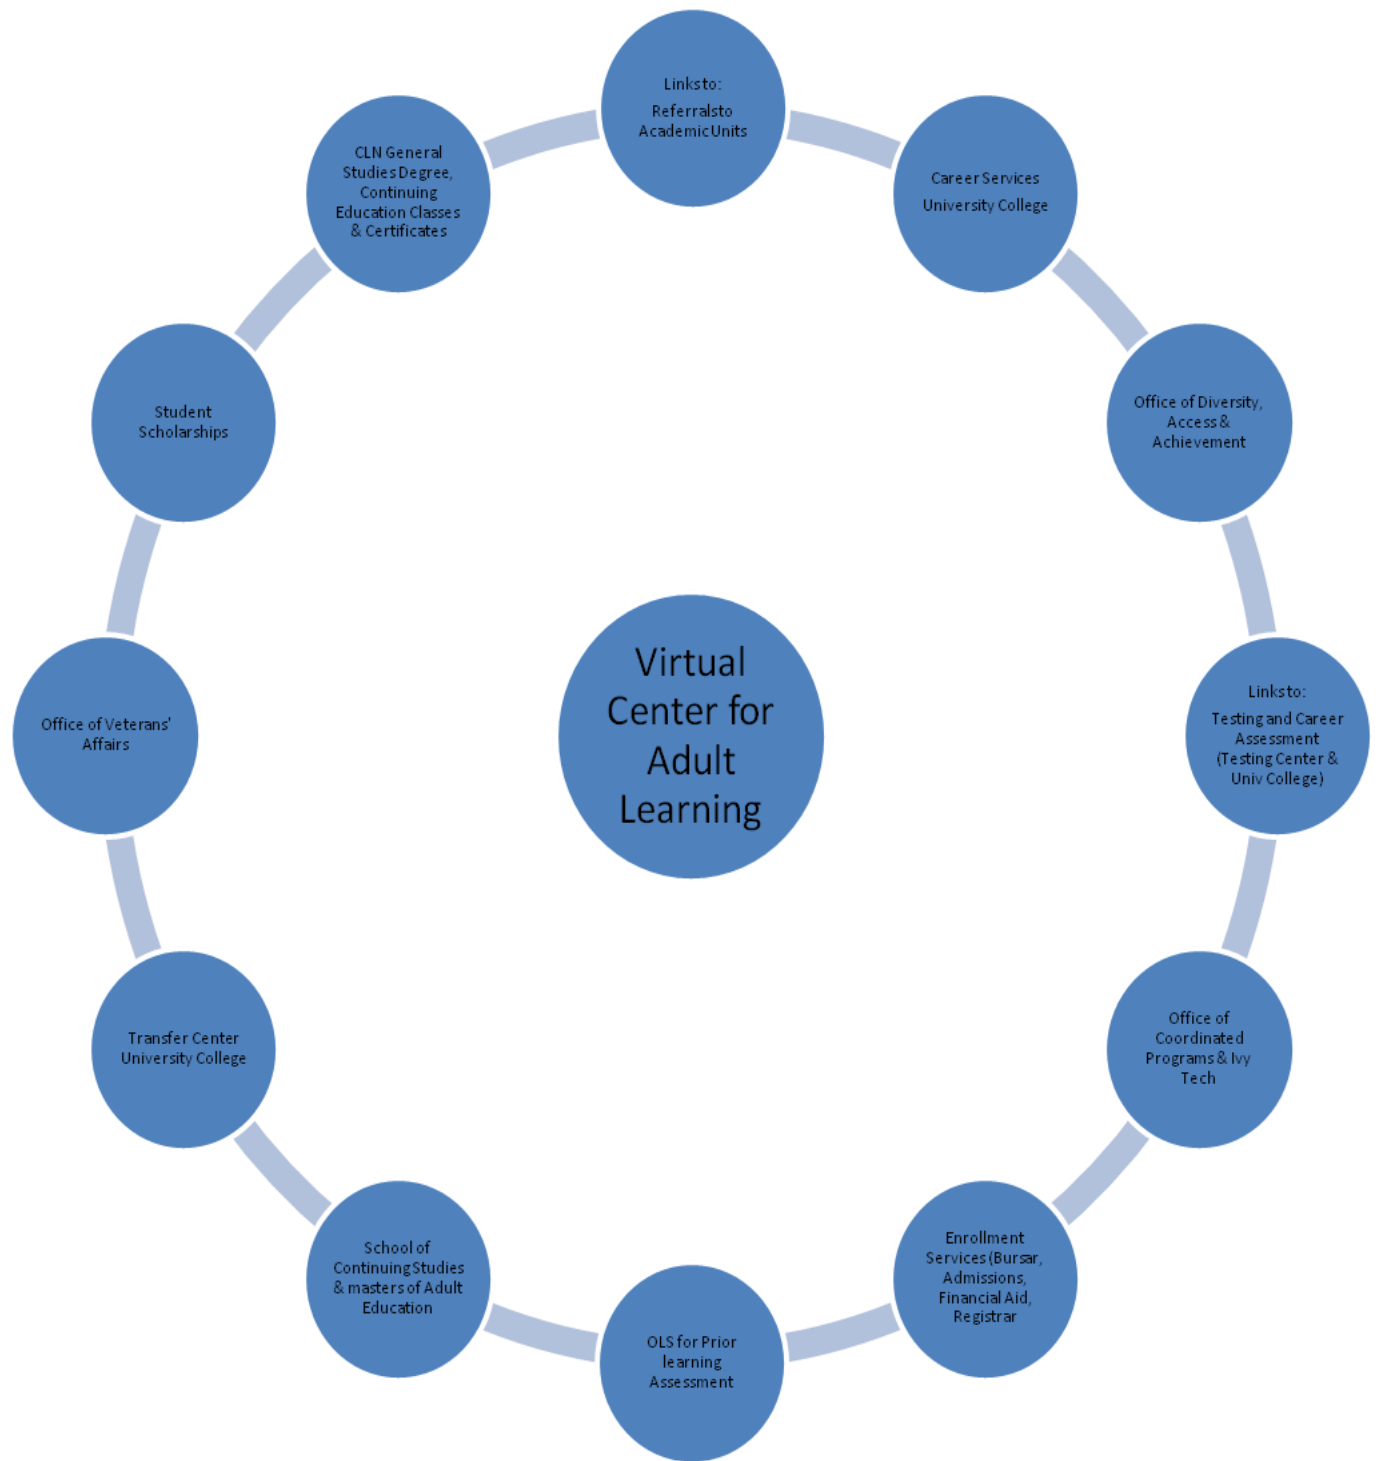 Links to:
Referrals to
Academic Units
Career Services
University College
Office of Diversity,
Access &
Achievement
Links to:
Testing and Career
Assessment
(Testing Center &
Univ College)
Office of
Coordinated
Programs & Ivy
Tech
Enrollment
Services (Bursar,
Admissions,
Financial Aid,
Registrar
OLS for Prior
learning
Assessment
School of
Continuing Studies
& masters of Adult
Education
Transfer Center
University College
Office of Veterans'
Affairs
Student
Scholarships
CLN General
Studies Degree,
Continuing
Education Classes
& Certificates
Virtual
Center for
Adult
Learning